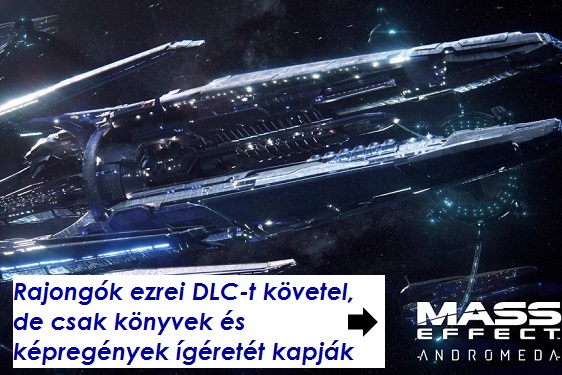 Rajongók ezrei DLC-t követel,
de csak könyvek és
képregények ígéretét kapják
MASS
EFFECT
ANDROMEDA